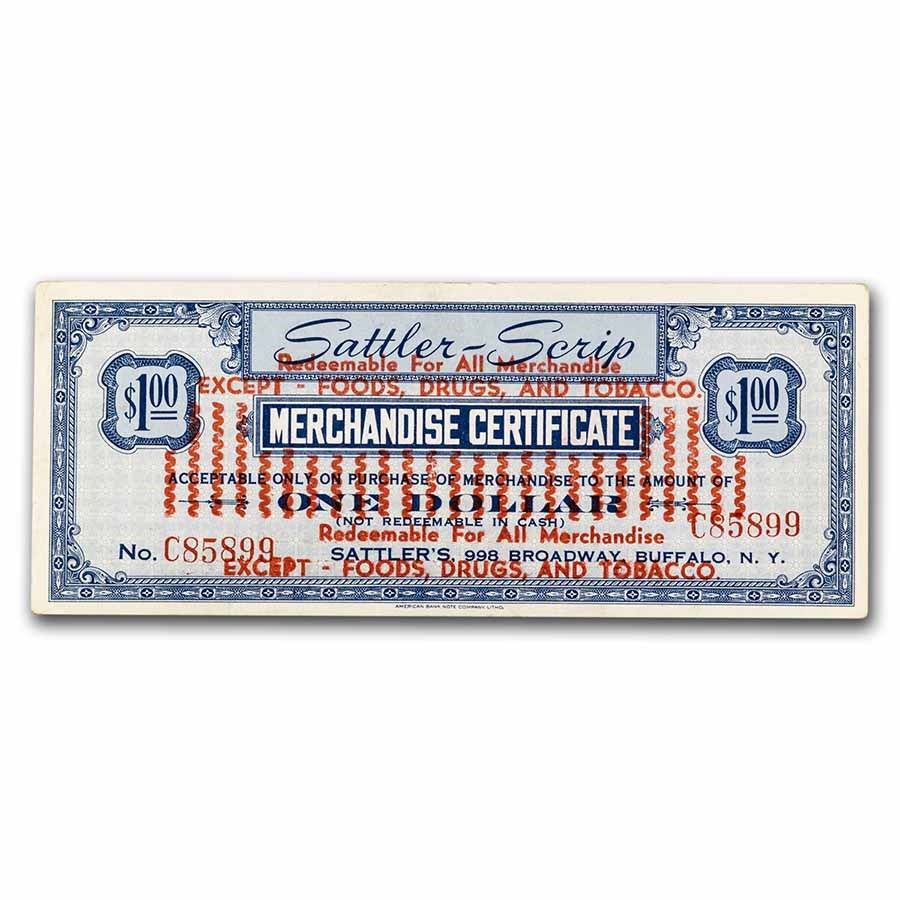 Sattler-Scrip
Redeemable For All Merchandise
EXCEPT - FOODS, DRUGS, AND TOBACCO.
$1.00
$1.00
MERCHANDISE CERTIFICATE
ACCEPTABLE ONLY ON PURCHASE OF MERCHANDISE TO THE AMOUNT OF
ONE DOLLAR
(NOT REDEEMABLE IN CASH)
C85899
Redeemable For All Merchandise
No. C85899
SATTLER'S, 998 BROADWAY, BUFFALO, N. Y.
EXCEPT - FOODS, DRUGS, AND TOBACCO.
AMERICAN BANK NOTE COMPANY LITHO.